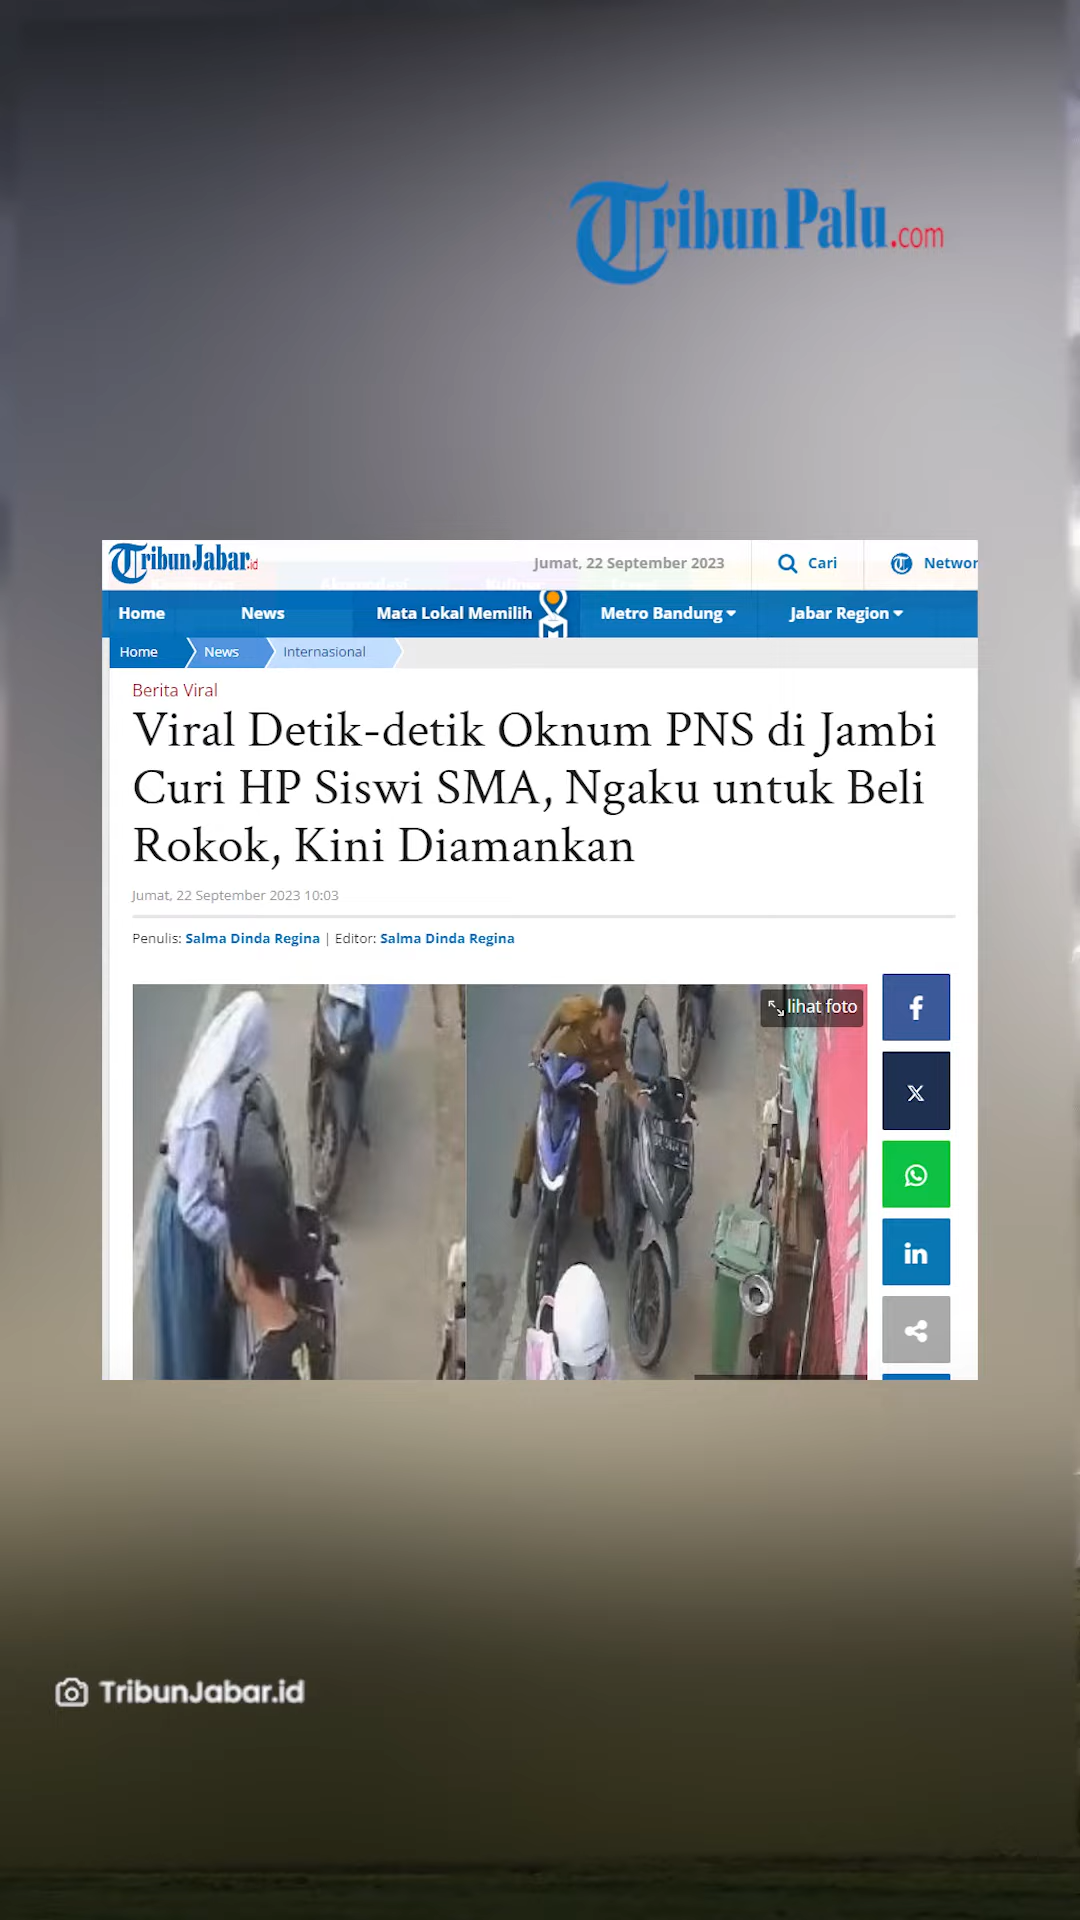 TribunPalu.com
TribunJabar.id
Jumat, 22 September 2023
Cari
Networ
Home
News
Mata Lokal Memilih
Metro Bandung
Jabar Region
Home
News
Internasional
Berita Viral
Viral Detik-detik Oknum PNS di Jambi
Curi HP Siswi SMA, Ngaku untuk Beli
Rokok, Kini Diamankan
Jumat, 22 September 2023 10:03
Penulis: Salma Dinda Regina | Editor: Salma Dinda Regina
lihat foto
TribunJabar.id